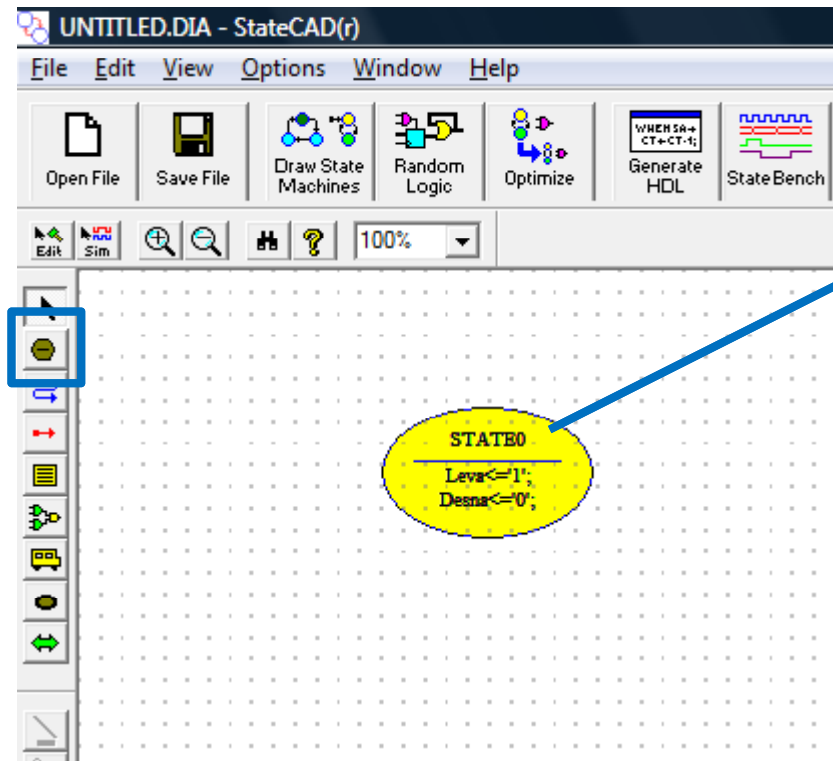 UNTITLED.DIA - StateCAD(r)
File Edit View Options Window Help
Open File
Save File
Draw State
Machines
Random
Logic
Optimize
WHEN SA+
CT+CT-1;
Generate
HDL
State Bench
Edit
Sim
100%
STATE0
Leva<='1';
Desna<='0';